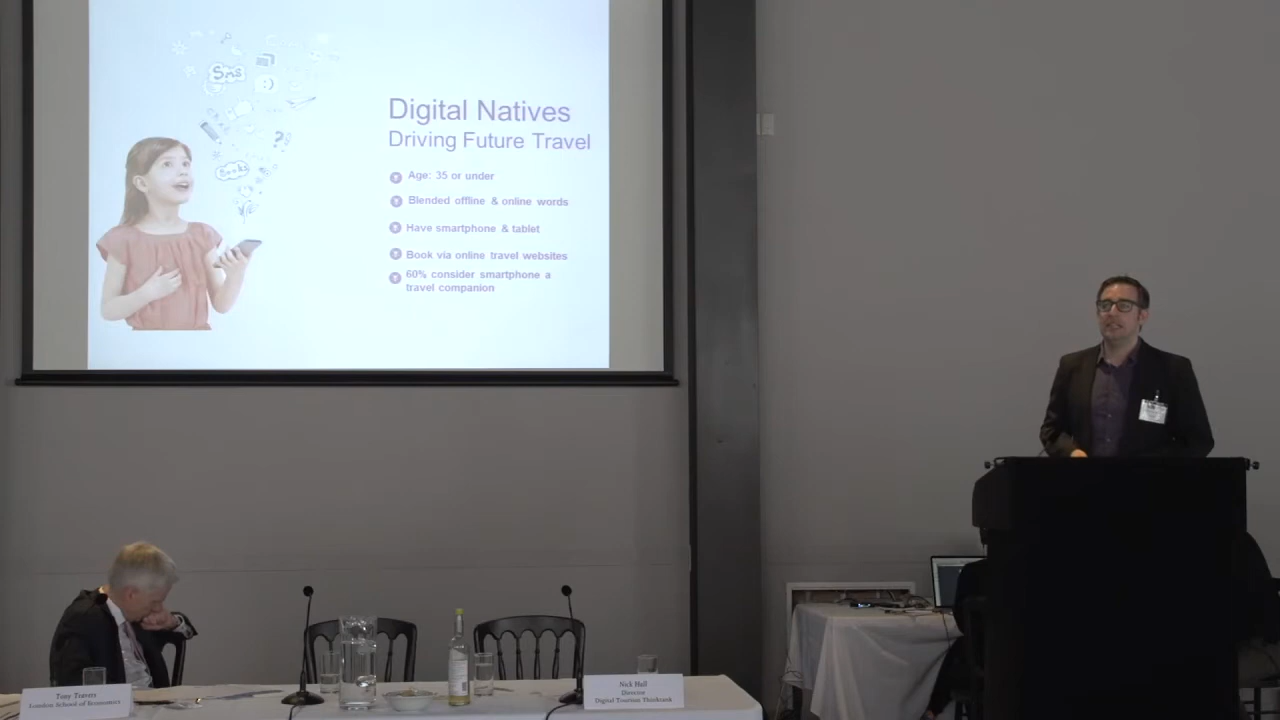 Sms
Books
Digital Natives
Driving Future Travel
Age: 35 or under
Blended offline & online words
Have smartphone & tablet
Book via online travel websites
60% consider smartphone a
travel companion
Tony Travers
London School of Economics
Nick Hall
Director
Digital Tourism Thinktank